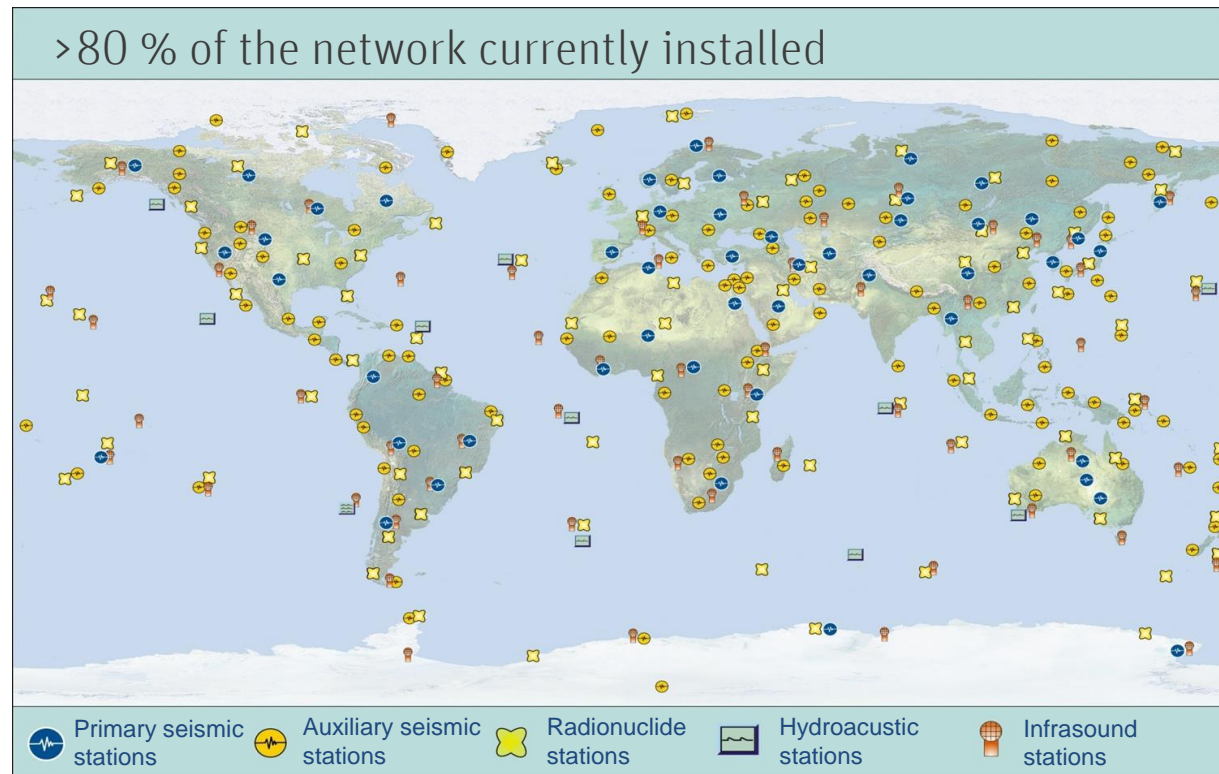 >80 % of the network currently installed
Primary seismic
stations
Auxiliary seismic
stations
Radionuclide
stations
Hydroacustic
stations
Infrasound
stations